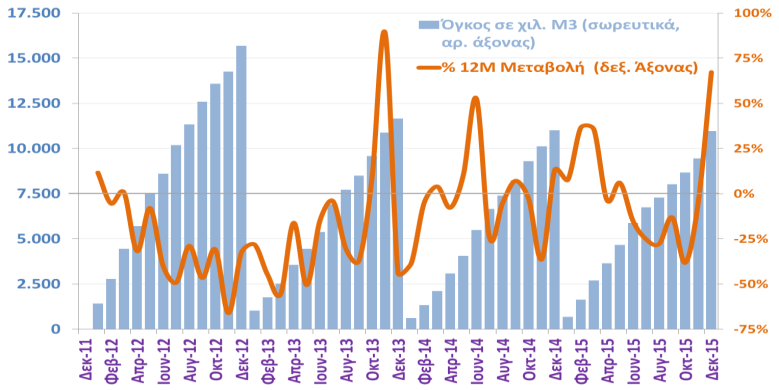 17.500
15.000
12.500
10.000
7.500
5.000
2.500
0
Όγκος σε χιλ. Μ3 (σωρευτικά,
αρ. άξονας)
% 12Μ Μεταβολή (δεξ. Άξονας)
100%
75%
50%
25%
0%
-25%
-50%
-75%
Δεκ-11
Φεβ-12
Απρ-12
Ιουν-12
Αυγ-12
Οκτ-12
Δεκ-12
Φεβ-13
Απρ-13
Ιουν-13
Αυγ-13
Οκτ-13
Δεκ-13
Φεβ-14
Απρ-14
Ιουν-14
Αυγ-14
Οκτ-14
Δεκ-14
Φεβ-15
Απρ-15
Ιουν-15
Αυγ-15
Οκτ-15
Δεκ-15